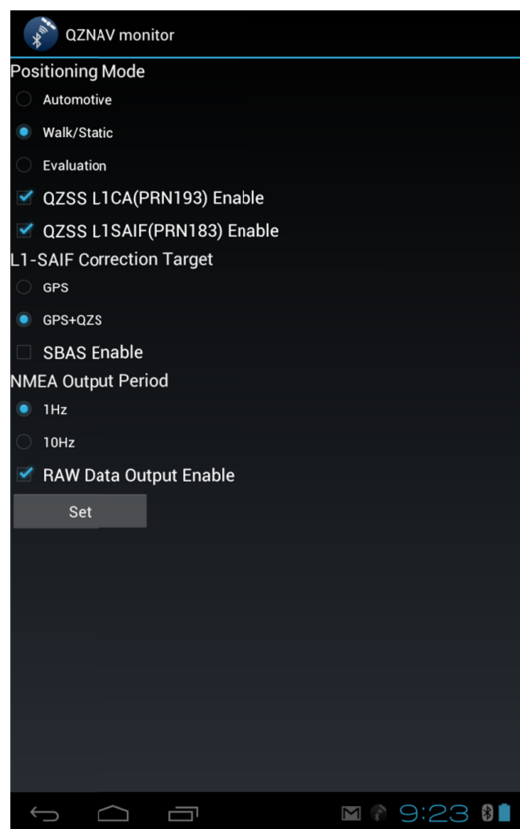 QZNAV monitor
Positioning Mode
Automotive
Walk/Static
Evaluation
QZSS L1CA(PRN193) Enable
QZSS L1SAIF(PRN183) Enable
L1-SAIF Correction Target
GPS
GPS+QZS
SBAS Enable
NMEA Output Period
1Hz
10Hz
RAW Data Output Enable
Set
9:23